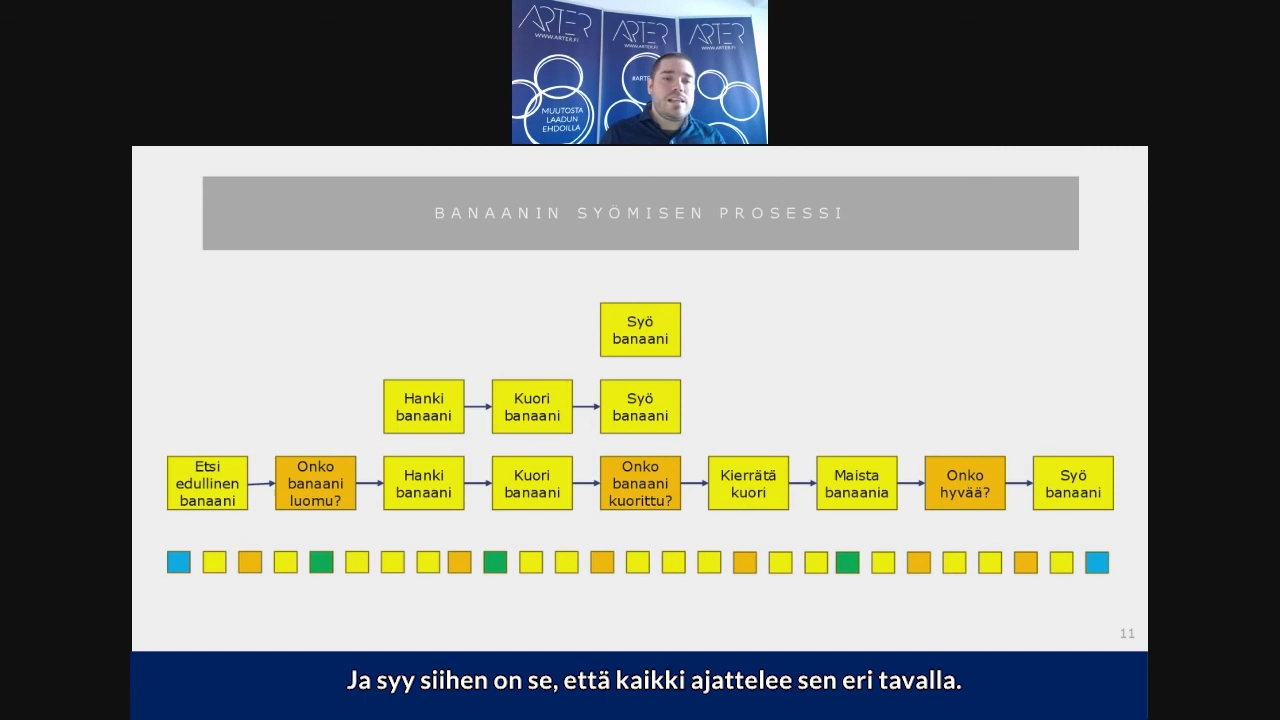 ARTER
WWW.ARTER.FI
MUUTOSTA
LAADUN
EHDOILLA
ARTER
WWW.ARTER.FI
#ARTE
ARTER
WWW.ARTER.FI
BANAANIN SYÖMISEN PROSESSI
Syö
banaani
Hanki
banaani
Kuori
banaani
Syö
banaani
Etsi
edullinen
banaani
Onko
banaani
luomu?
Hanki
banaani
Kuori
banaani
Onko
banaani
kuorittu?
Kierrätä
kuori
Maista
banaania
Onko
hyvää?
Syö
banaani
11
Ja syy siihen on se, että kaikki ajattelee sen eri tavalla.